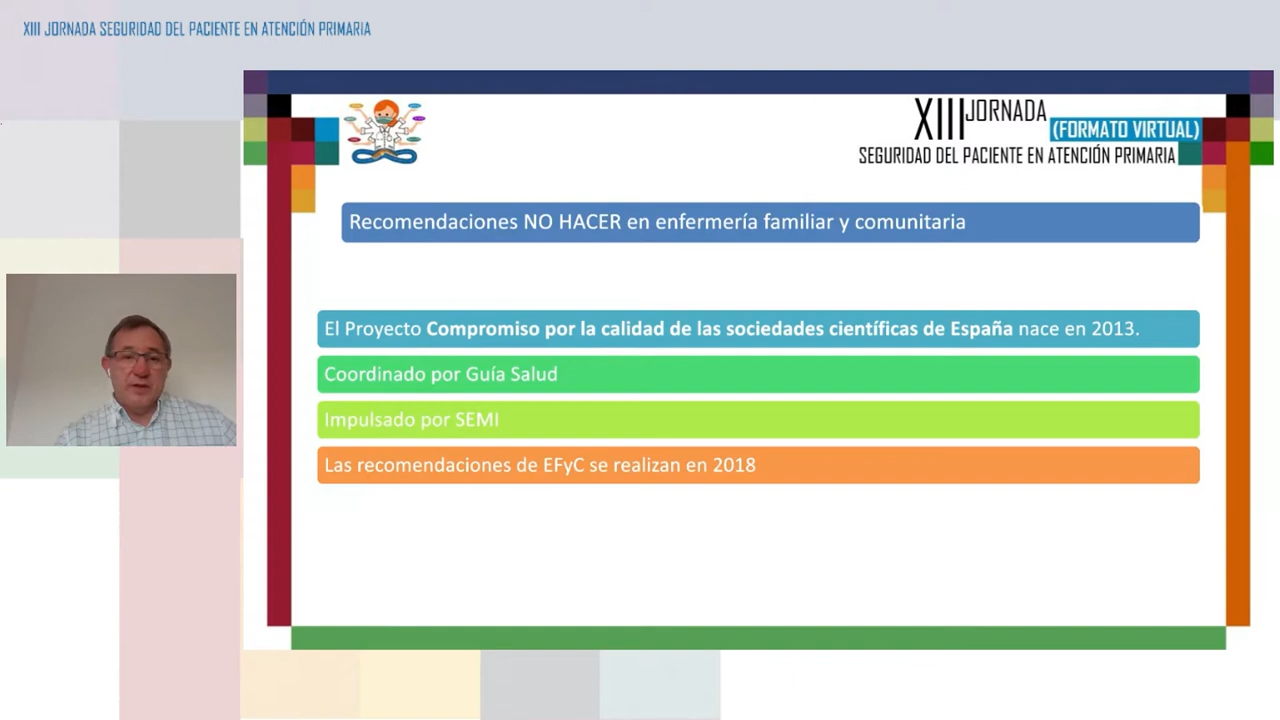 XIII JORNADA SEGURIDAD DEL PACIENTE EN ATENCIÓN PRIMARIA
XIII JORNADA
(FORMATO VIRTUAL)
SEGURIDAD DEL PACIENTE EN ATENCIÓN PRIMARIA
Recomendaciones NO HACER en enfermería familiar y comunitaria
El Proyecto Compromiso por la calidad de las sociedades científicas de España nace en 2013.
Coordinado por Guía Salud
Impulsado por SEMI
Las recomendaciones de EFyC se realizan en 2018